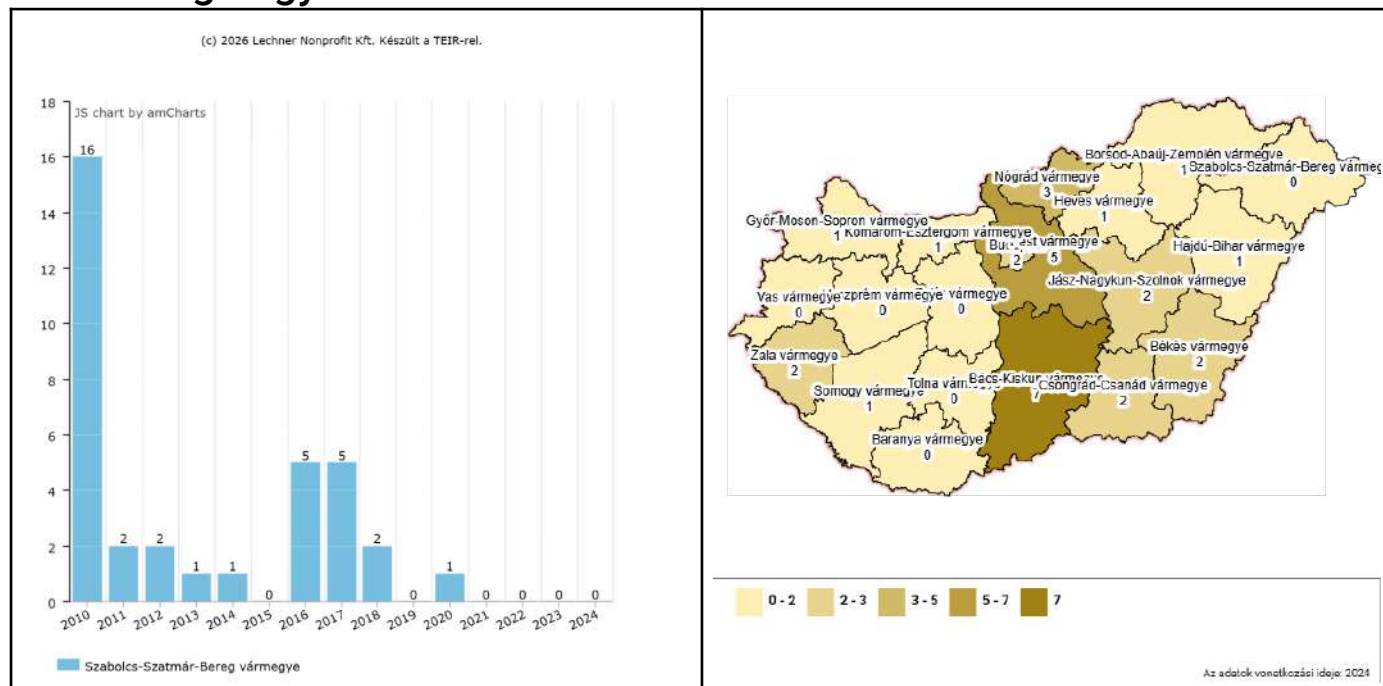 (c) 2026 Lechner Nonprofit Kft. Készült a TEIR-rel.
JS chart by amCharts
18
16
14
12
10
8
6
4
2
0
16
2
2
1
1
0
5
5
2
0
1
0
0
0
0
2010
2011
2012
2013
2014
2015
2016
2017
2018
2019
2020
2021
2022
2023
2024
Szabolcs-Szatmár-Bereg vármegye
Borsod-Abaúj-Zemplén vármegye
1
Szabolcs-Szatmár-Bereg
0
Nógrád vármegye
3
Heves vármegye
1
Győr-Moson-Sopron vármegye
1
Komárom-Esztergom vármegye
1
vármegye
2
5
Hajdú-Bihar vármegye
1
Jász-Nagykun-Szolnok vármegye
2
Vas vármegye
0
vármegye
0
vármegye
0
Zala vármegye
2
Békés vármegye
2
Somogy vármegye
1
Tolna
0
Bács-Kiskun
7
Csongrád-Csanád vármegye
2
Baranya vármegye
0
0 - 2 2 - 3 3 - 5 5 - 7 7
Az adatok vonatkozási ideje: 2024